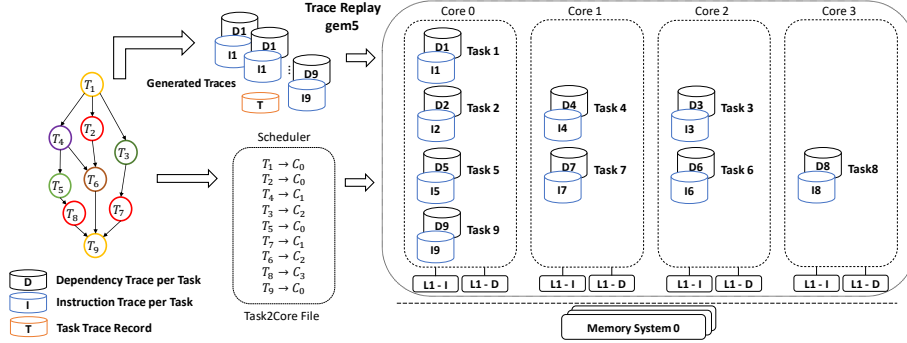 Trace Replay
gem5
Core 0
Core 1
Core 2
Core 3
D1
I1
D1
I1
D9
I9
Generated Traces
T
T1
T2
T4
T3
T5
T6
T8
T7
T9
Scheduler
T1 → C0
T2 → C0
T4 → C1
T3 → C2
T5 → C0
T7 → C1
T6 → C2
T8 → C3
T9 → C0
Task2Core File
D1
I1
Task 1
D2
I2
Task 2
D4
I4
Task 4
D3
I3
Task 3
D5
I5
Task 5
D7
I7
Task 7
D6
I6
Task 6
D8
I8
Task8
D9
I9
Task 9
L1 - I
L1 - D
L1 - I
L1 - D
L1 - I
L1 - D
L1 - I
L1 - D
Memory System 0
D
Dependency Trace per Task
I
Instruction Trace per Task
T
Task Trace Record